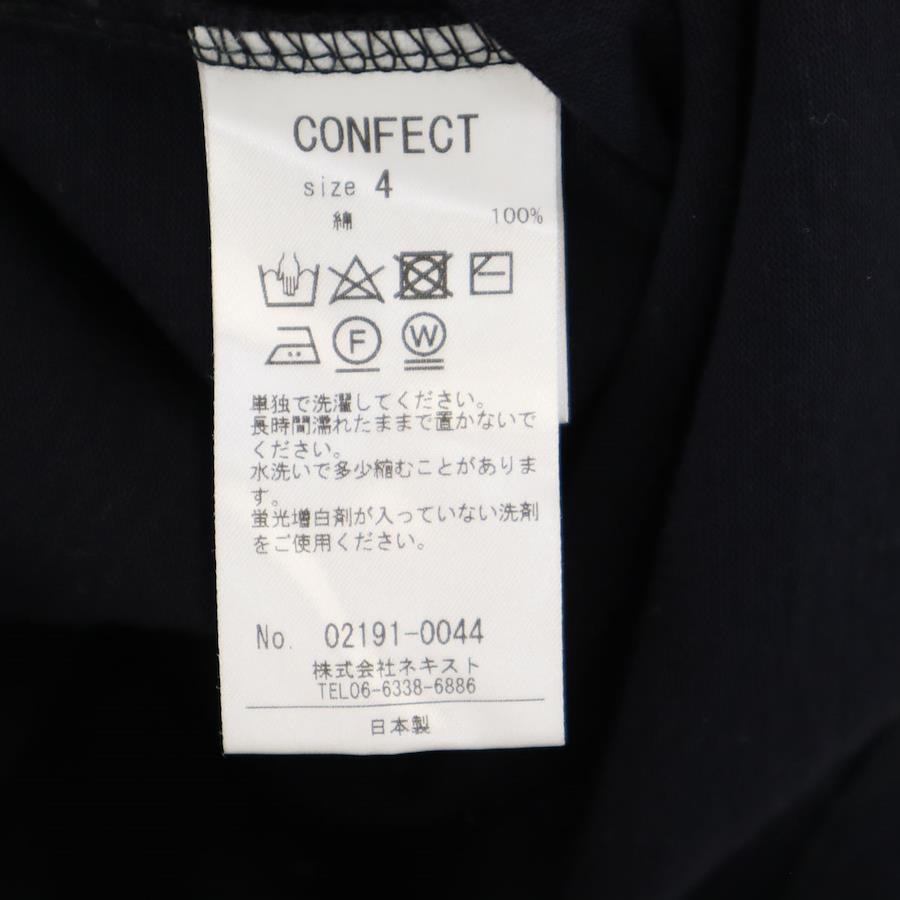 CONFECT
size 4
綿 100%
F W
単独で洗濯してください。
長時間濡れたままで置かないで
ください。
水洗いで多少縮むことがありま
す。
蛍光増白剤が入っていない洗剤
をご使用ください。
No. 02191-0044
株式会社ネキスト
TEL06-6338-6886
日本製